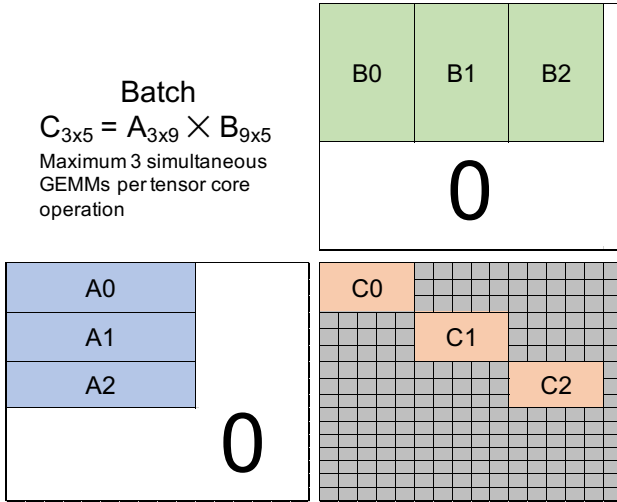 Batch
C3x5 = A3x9 × B9x5
Maximum 3 simultaneous
GEMMs per tensor core
operation
B0 B1 B2
0
A0
A1
A2
0
C0
C1
C2